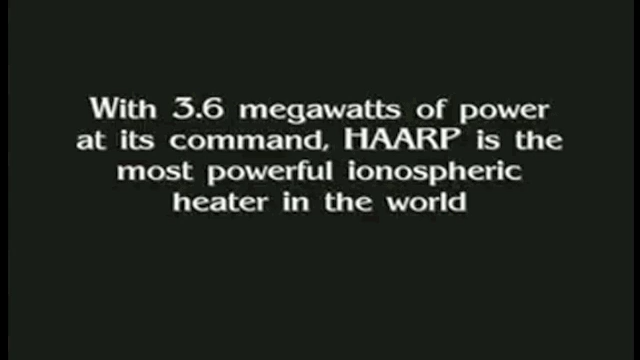 With 3.6 megawatts of power
at its command, HAARP is the
most powerful ionospheric
heater in the world